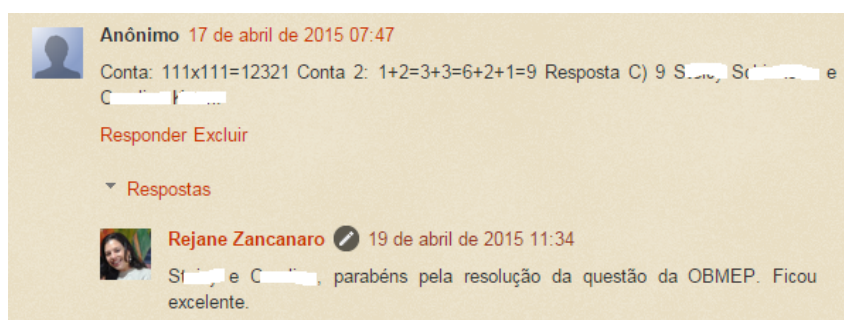 Anônimo 17 de abril de 2015 07:47
Conta: 111x111=12321 Conta 2: 1+2=3+3=6+2+1=9 Resposta C) 9 e
Responder Excluir
Respostas
Rejane Zancanaro 19 de abril de 2015 11:34
e , parabéns pela resolução da questão da OBMEP. Ficou
excelente.